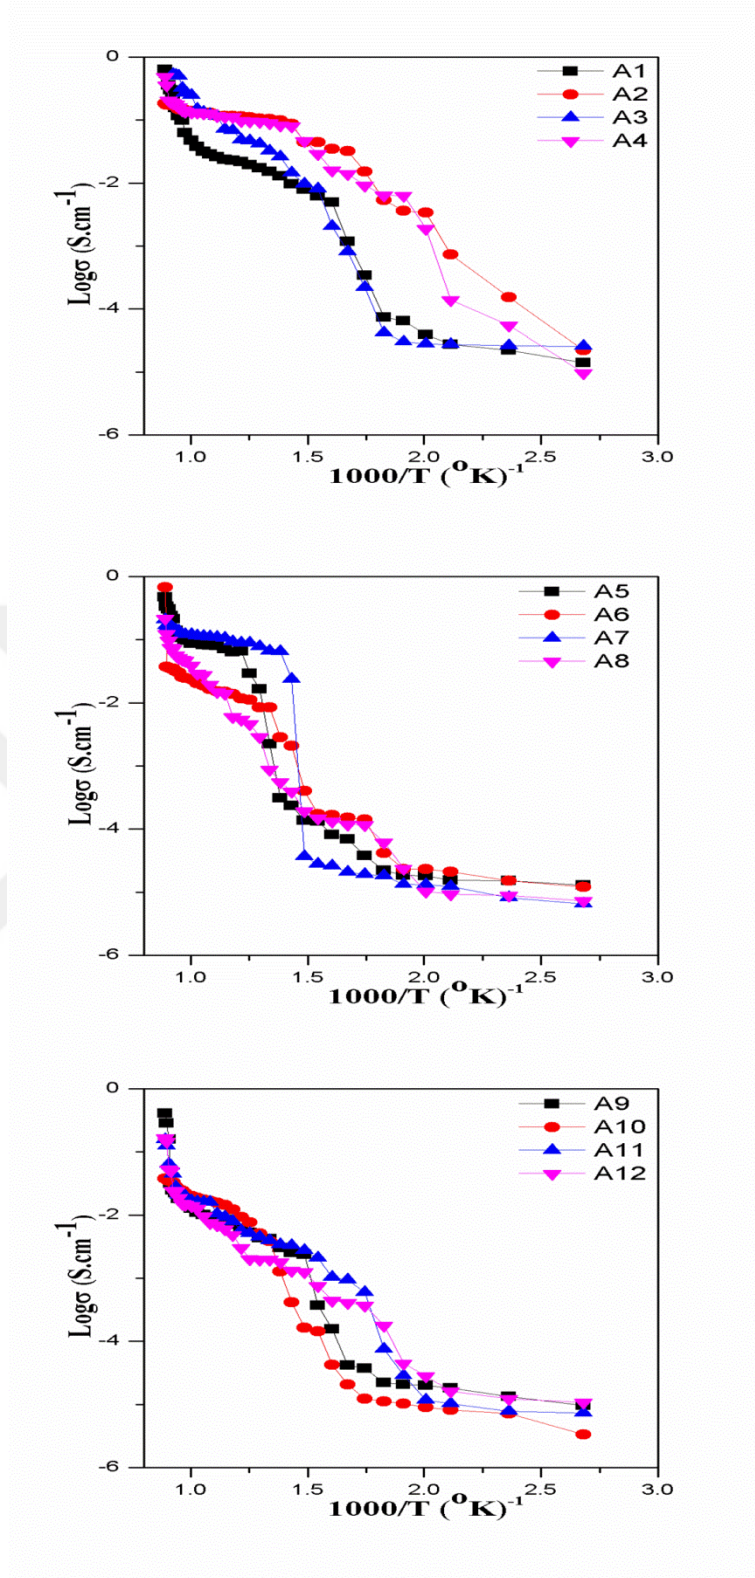 0
-2
-4
-6
Logσ (S.cm⁻¹)
A1
A2
A3
A4
1.0 1.5 2.0 2.5 3.0
1000/T (°K)⁻¹
0
-2
-4
-6
Logσ (S.cm⁻¹)
A5
A6
A7
A8
1.0 1.5 2.0 2.5 3.0
1000/T (°K)⁻¹
0
-2
-4
-6
Logσ (S.cm⁻¹)
A9
A10
A11
A12
1.0 1.5 2.0 2.5 3.0
1000/T (°K)⁻¹